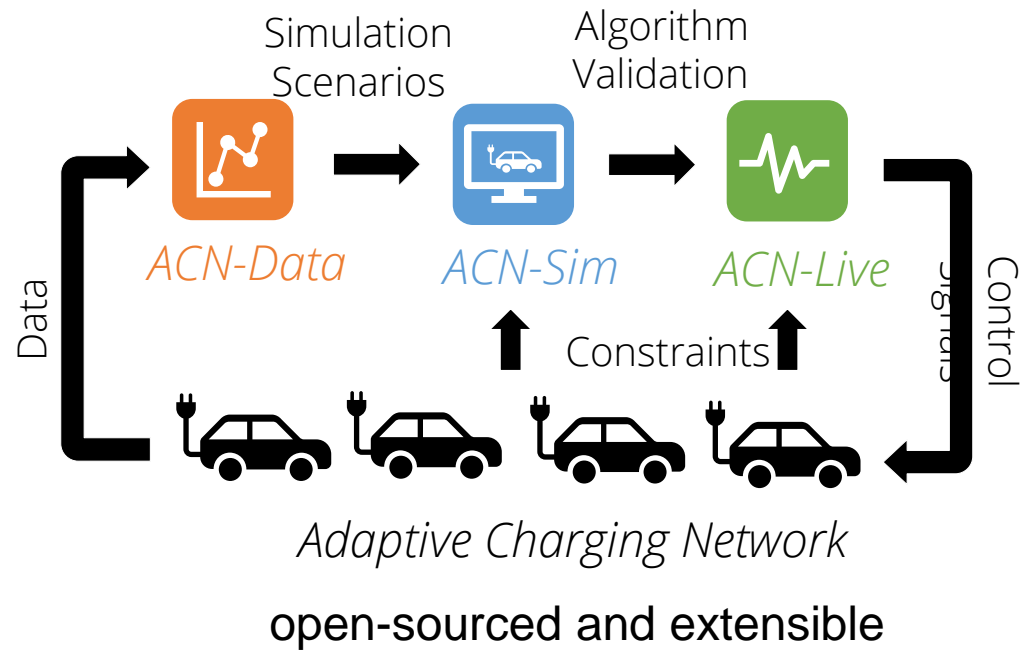 Simulation
Scenarios
Algorithm
Validation
ACN-Data
ACN-Sim
ACN-Live
Data
Constraints
Control
Signals
Adaptive Charging Network
open-sourced and extensible